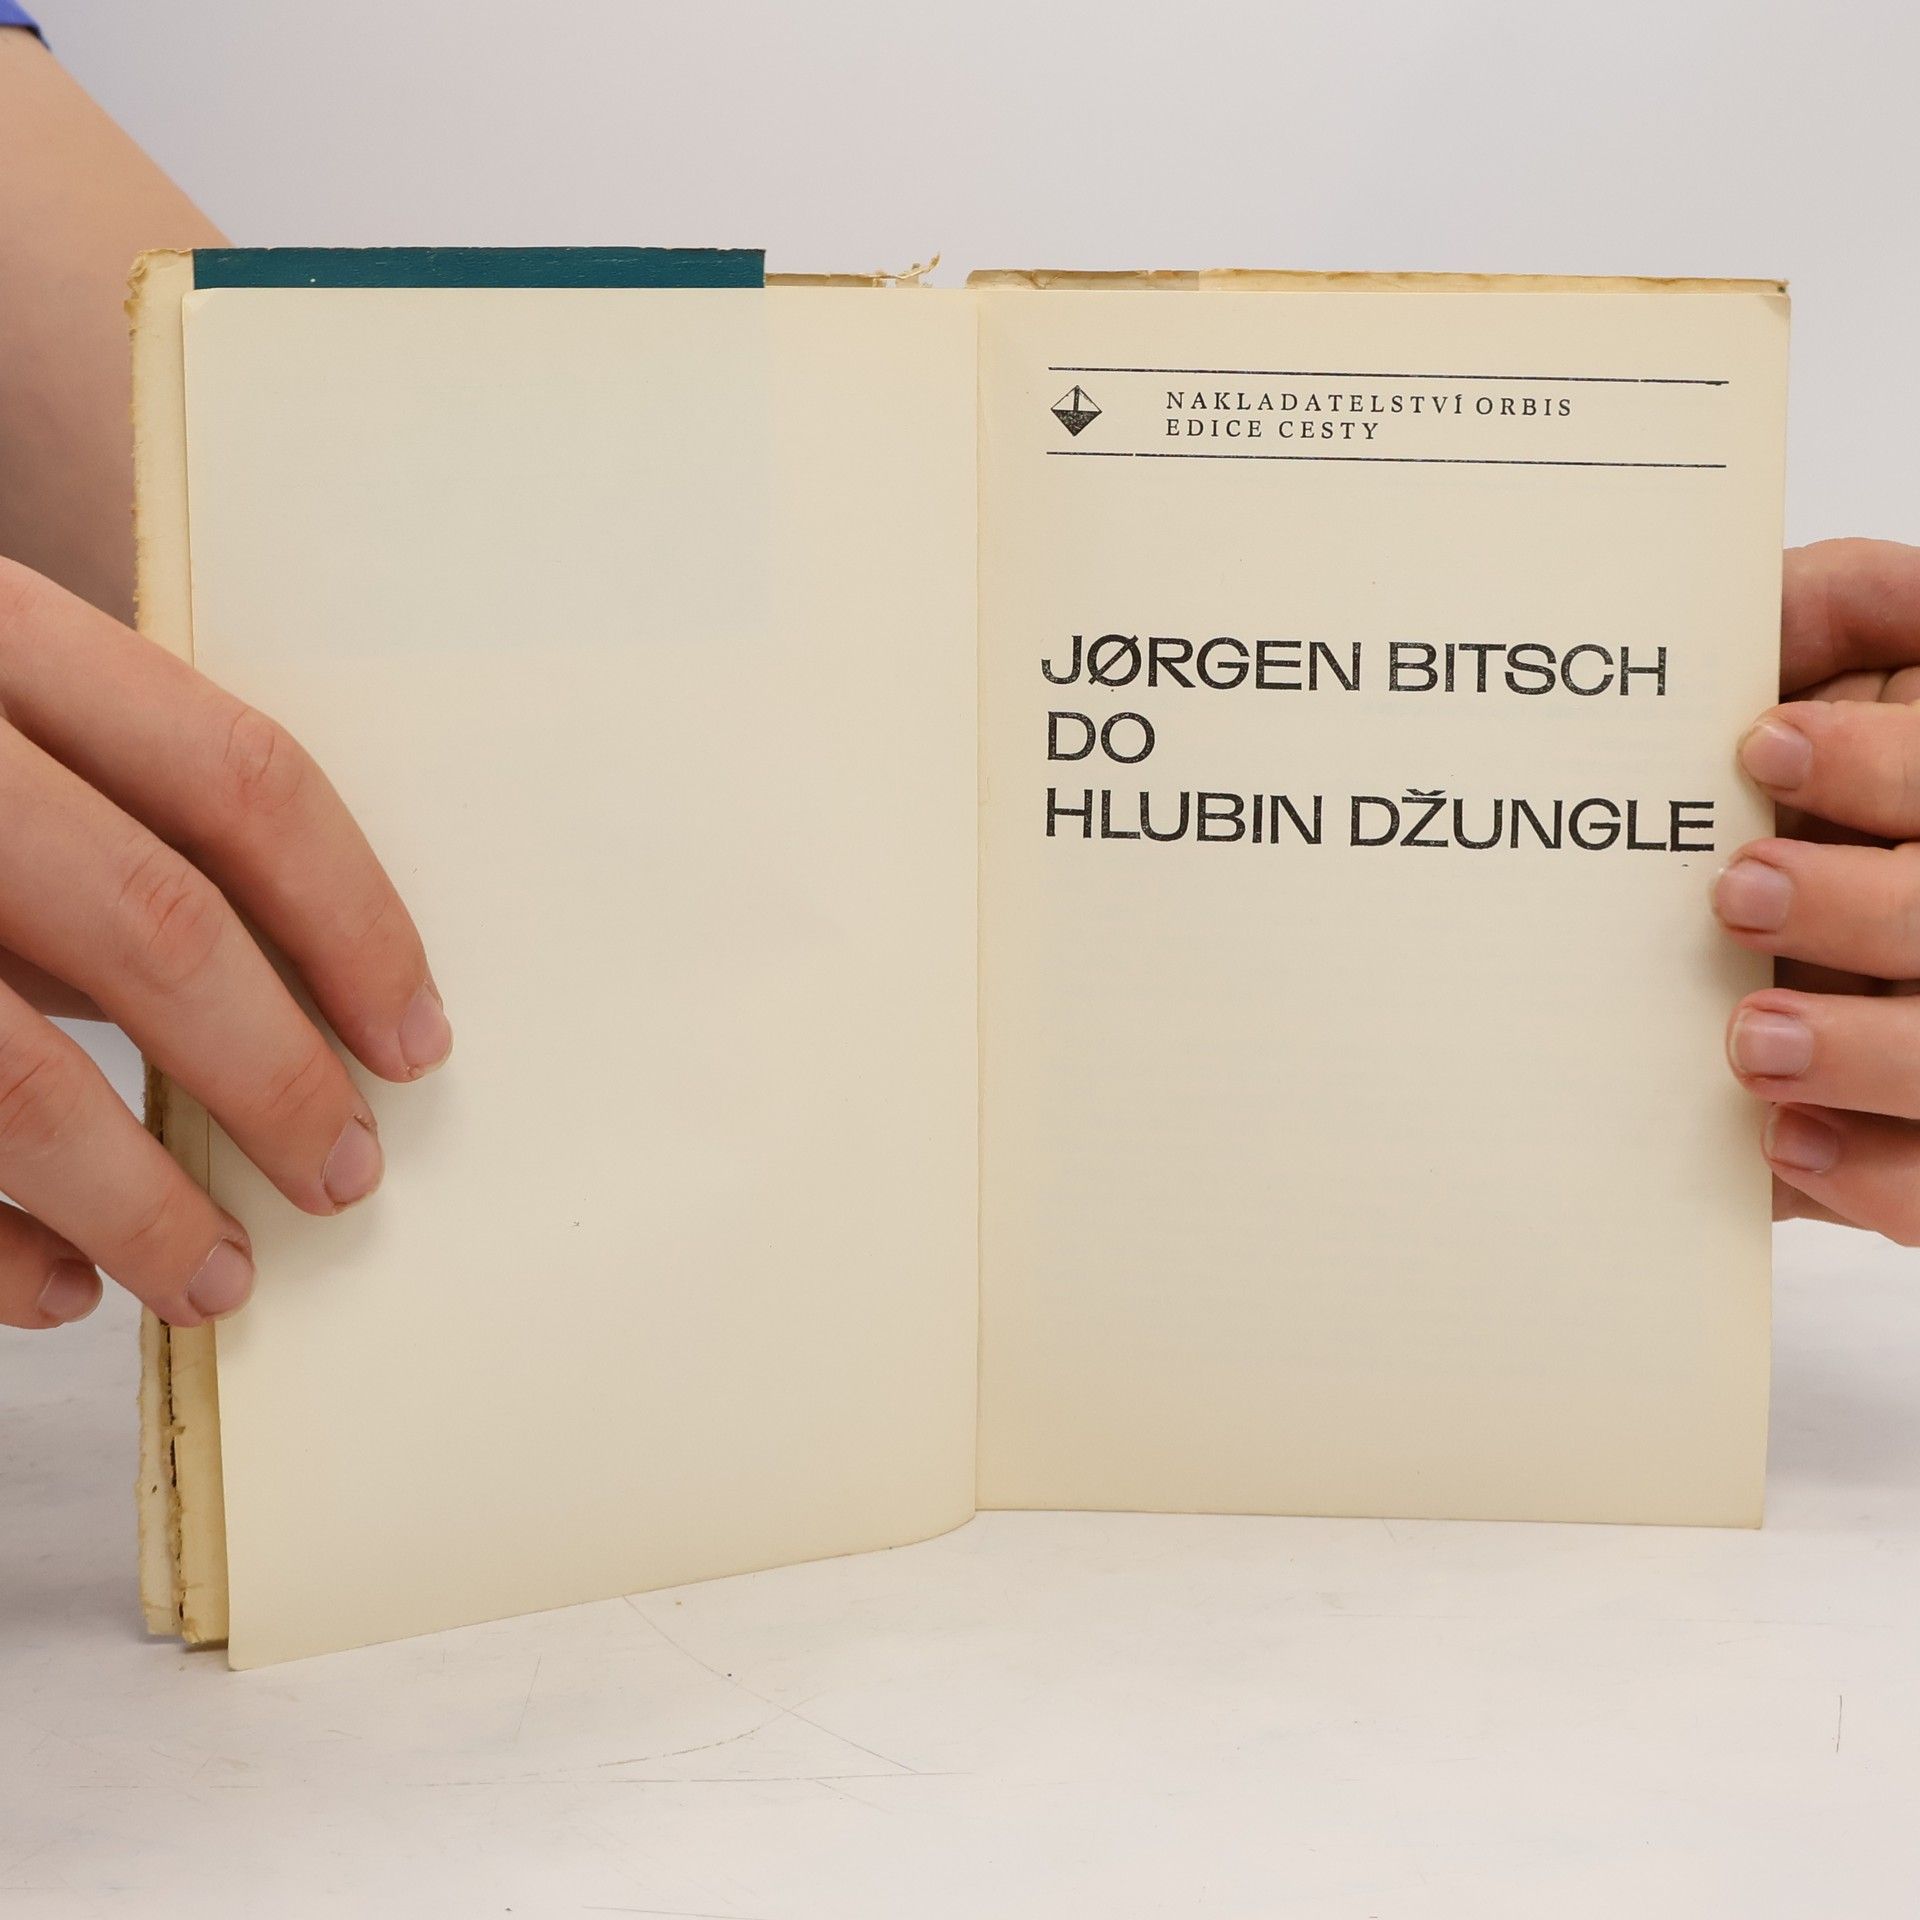 NAKLADATELSTVÍ ORBIS
EDICE CESTY
JØRGEN BITSCH
DO
HLUBIN DŽUNGLE